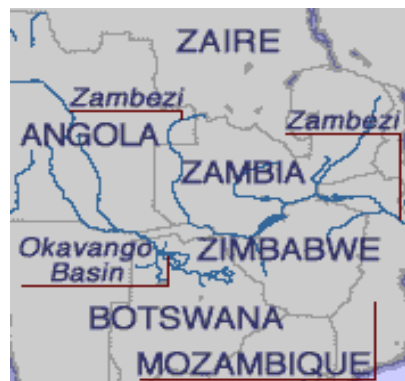 ZAIRE
Zambezi
Zambezi
ANGOLA
ZAMBIA
Okavango
Basin
ZIMBABWE
BOTSWANA
MOZAMBIQUE